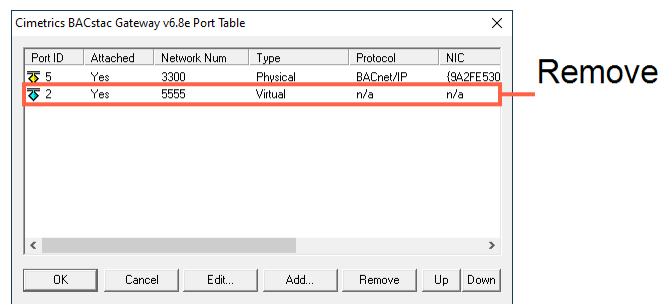 Cimetrics BACstac Gateway v6.8e Port Table
Port ID Attached Network Num Type Protocol NIC
5 Yes 3300 Physical BACnet/IP {9A2FE530
2 Yes 5555 Virtual n/a n/a
Remove
OK Cancel Edit... Add... Remove Up Down